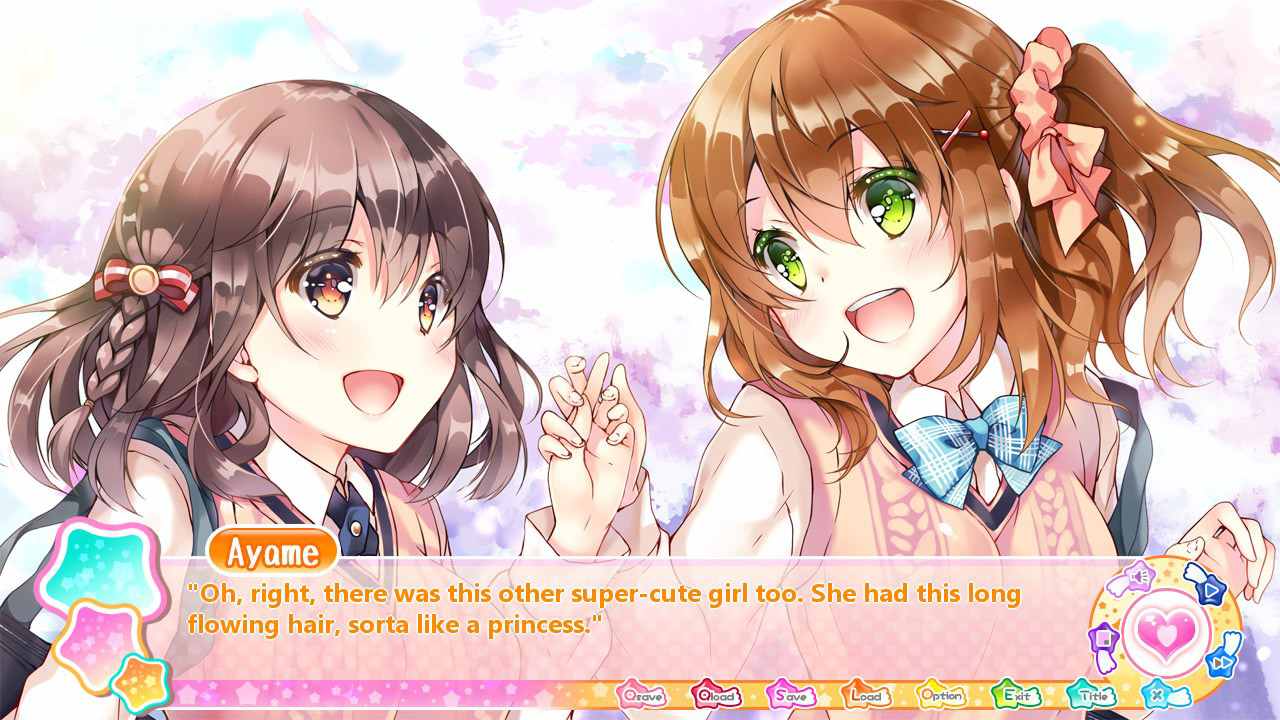 Ayame
"Oh, right, there was this other super-cute girl too. She had this long
flowing hair, sorta like a princess."
Qsave Qload Save Load Option Exit Title X